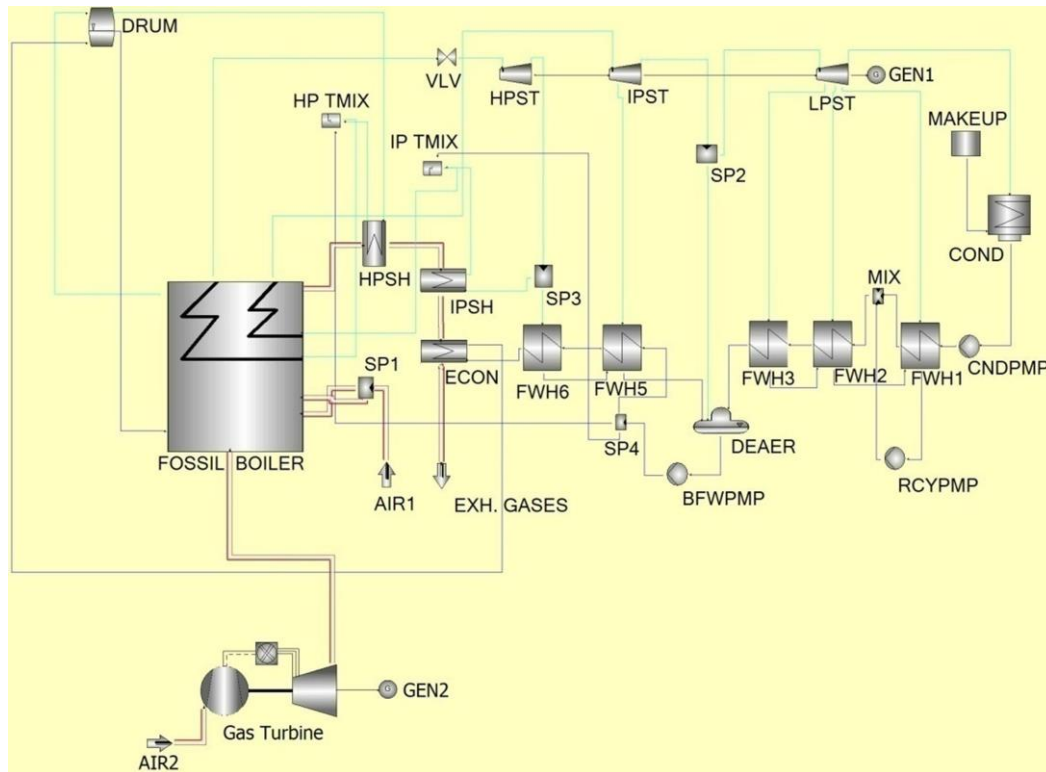 DRUM
VLV
HPST
IPST
LPST
GEN1
HP TMIX
IP TMIX
MAKEUP
SP2
COND
HPSH
IPSH
SP3
MIX
SP1
ECON
FWH6
FWH5
FWH3
FWH2
FWH1
CNDPMP
SP4
DEAER
FOSSIL BOILER
AIR1
EXH. GASES
BFWPMP
RCYPMP
GEN2
Gas Turbine
AIR2